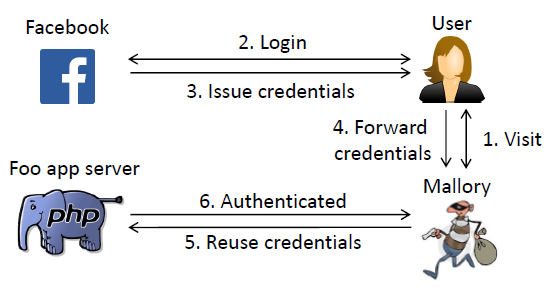 Facebook
User
2. Login
f
3. Issue credentials
4. Forward
credentials
1. Visit
Foo app server
Mallory
php
6. Authenticated
5. Reuse credentials